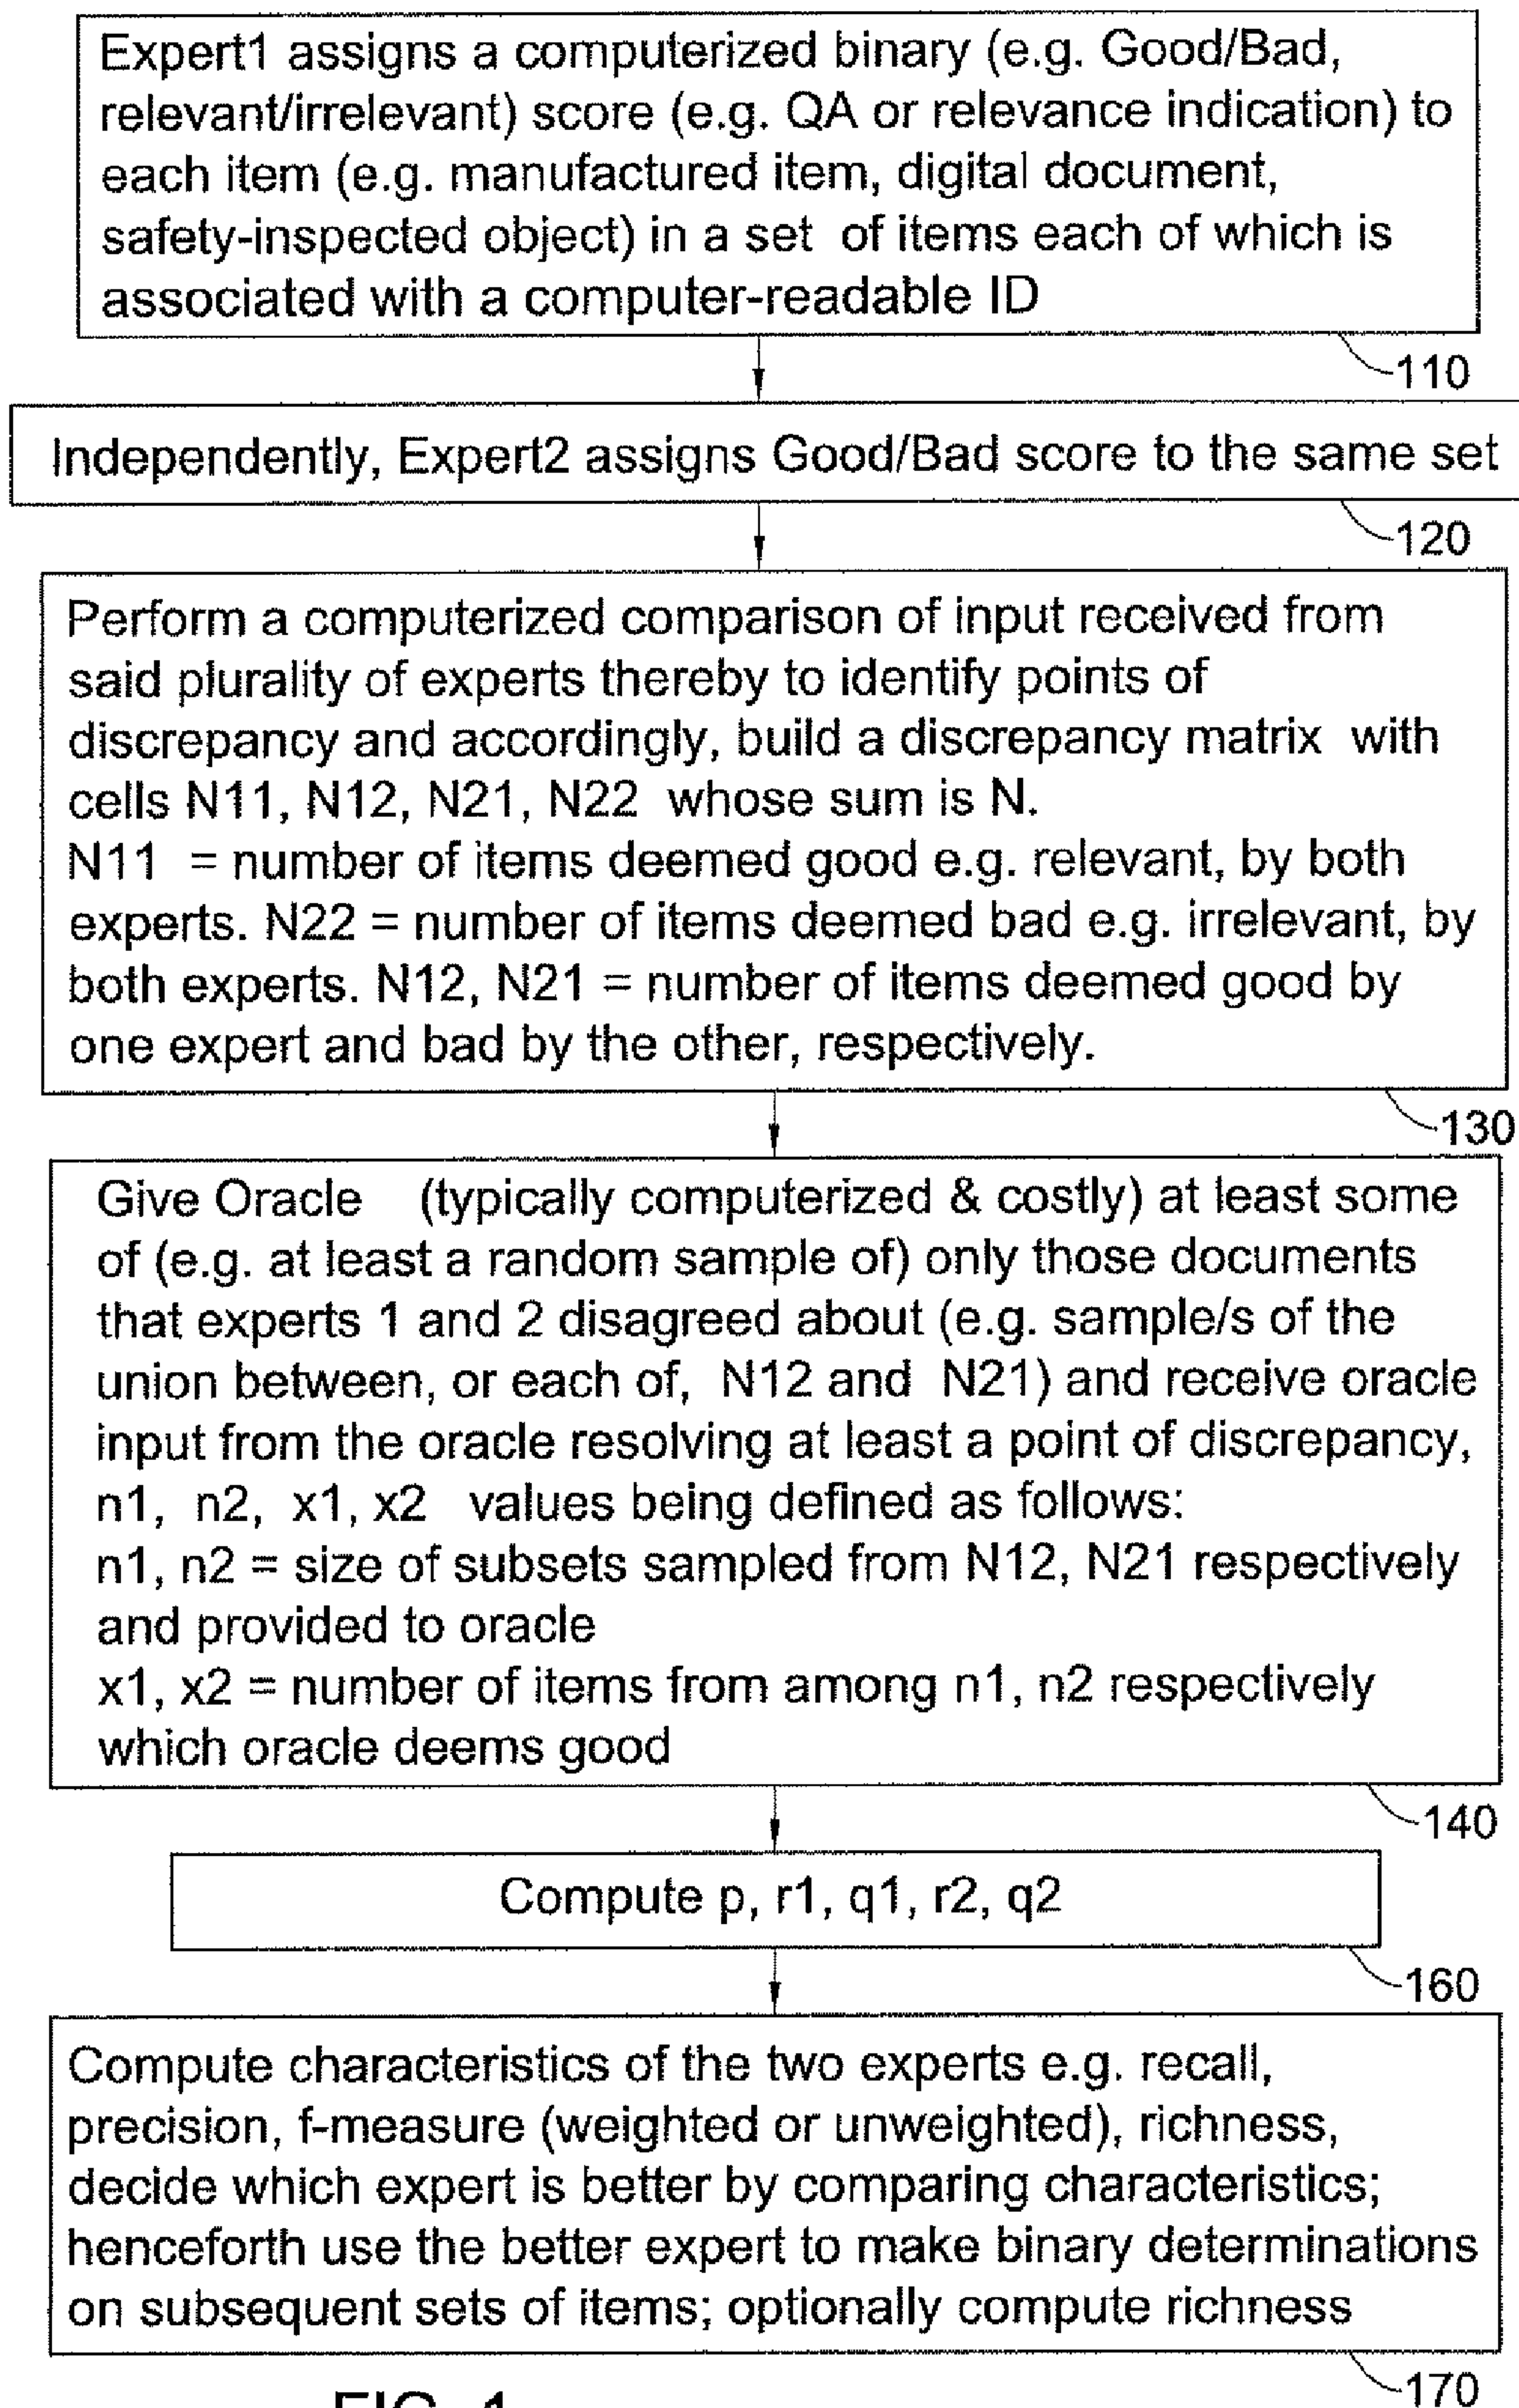 Expert1 assigns a computerized binary (e.g. Good/Bad,
relevant/irrelevant) score (e.g. QA or relevance indication) to
each item (e.g. manufactured item, digital document,
safety-inspected object) in a set of items each of which is
associated with a computer-readable ID
110
Independently, Expert2 assigns Good/Bad score to the same set
120
Perform a computerized comparison of input received from
said plurality of experts thereby to identify points of
discrepancy and accordingly, build a discrepancy matrix with
cells N11, N12, N21, N22 whose sum is N.
N11 = number of items deemed good e.g. relevant, by both
experts. N22 = number of items deemed bad e.g. irrelevant, by
both experts. N12, N21 = number of items deemed good by
one expert and bad by the other, respectively.
130
Give Oracle (typically computerized & costly) at least some
of (e.g. at least a random sample of) only those documents
that experts 1 and 2 disagreed about (e.g. sample/s of the
union between, or each of, N12 and N21) and receive oracle
input from the oracle resolving at least a point of discrepancy,
n1, n2, x1, x2 values being defined as follows:
n1, n2 = size of subsets sampled from N12, N21 respectively
and provided to oracle
x1, x2 = number of items from among n1, n2 respectively
which oracle deems good
140
Compute p, r1, q1, r2, q2
160
Compute characteristics of the two experts e.g. recall,
precision, f-measure (weighted or unweighted), richness,
decide which expert is better by comparing characteristics;
henceforth use the better expert to make binary determinations
on subsequent sets of items; optionally compute richness
170
FIG. 1